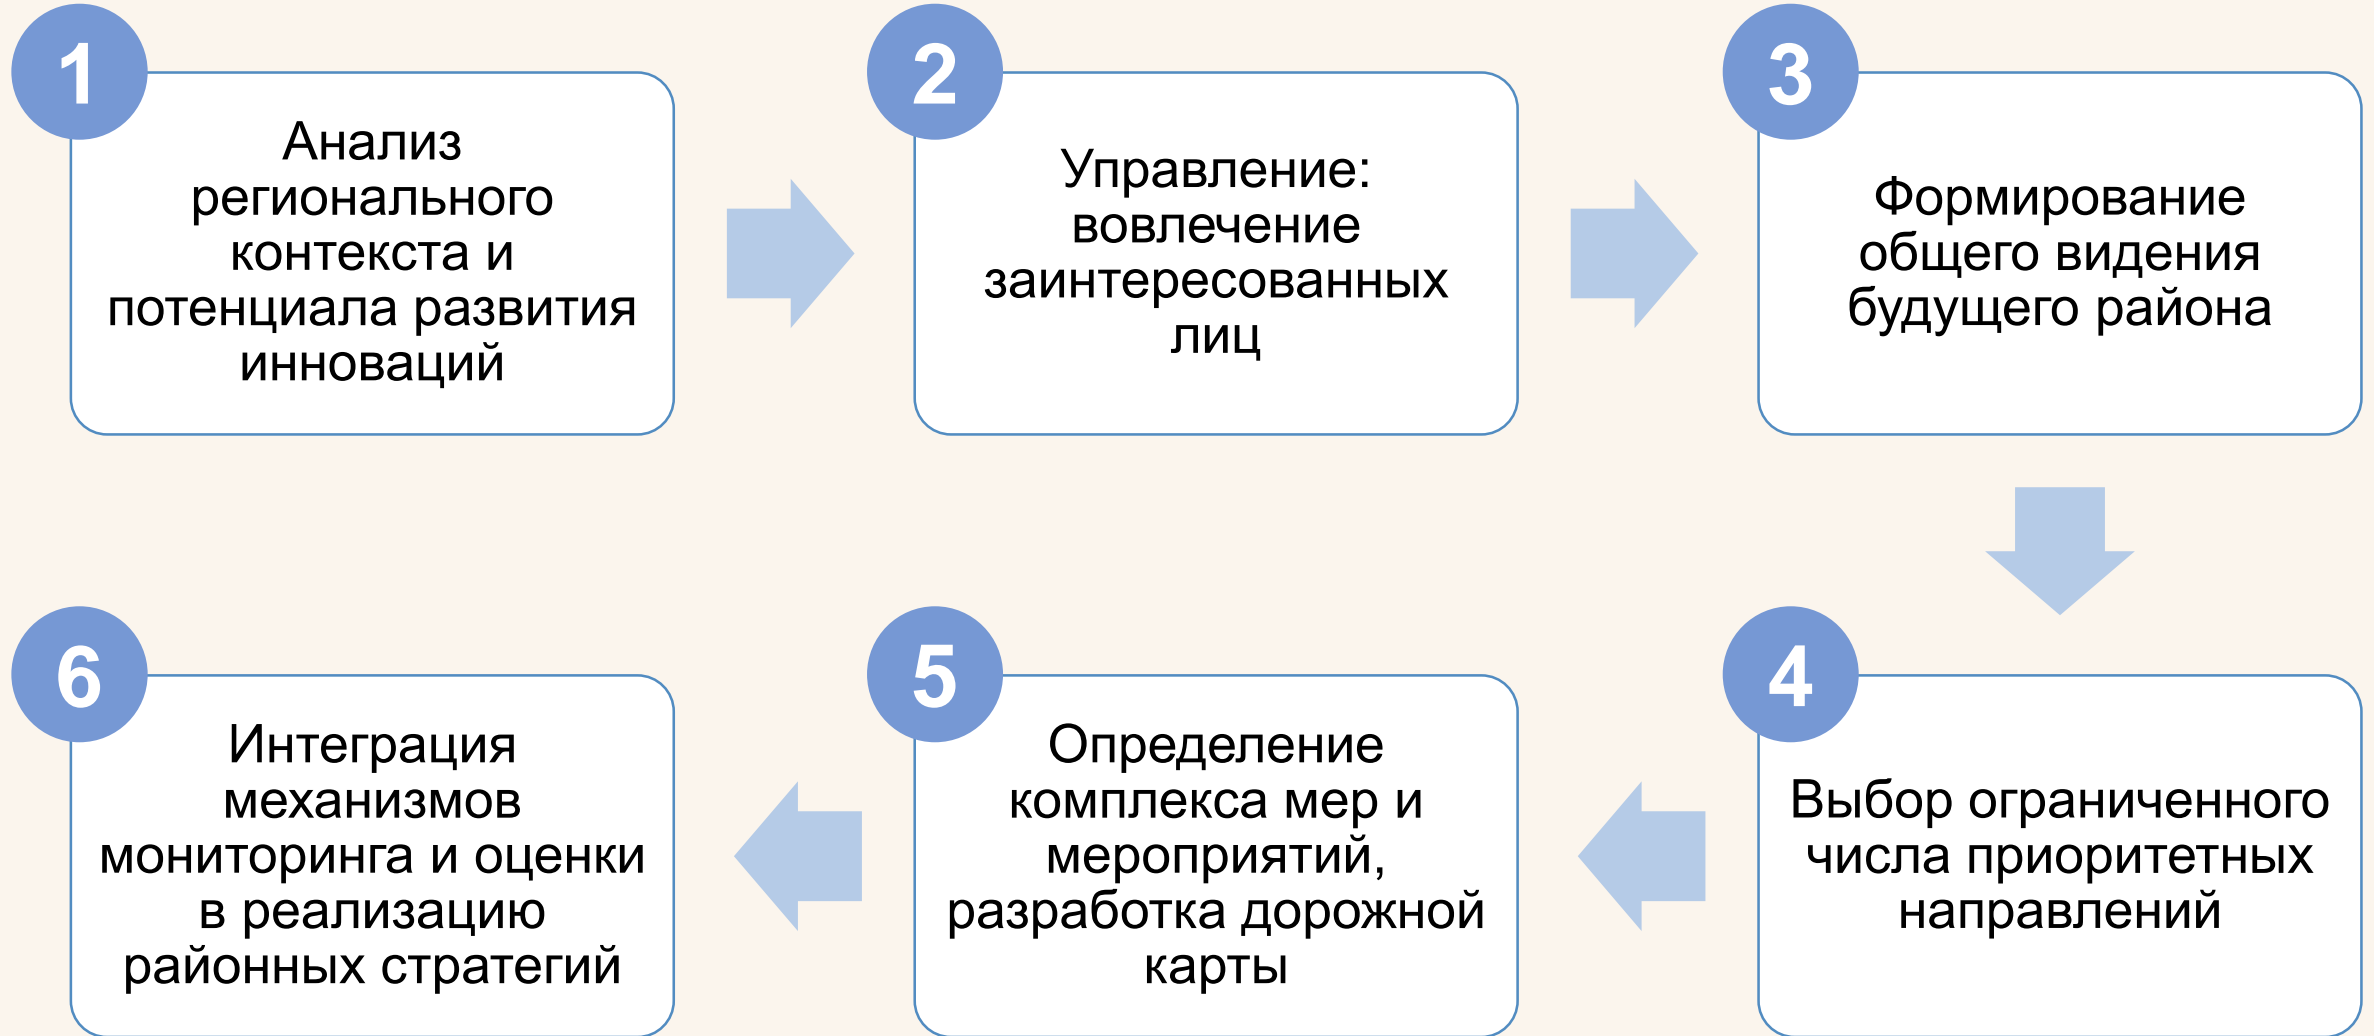 1
Анализ
регионального
контекста и
потенциала развития
инноваций
2
Управление:
вовлечение
заинтересованных
лиц
3
Формирование
общего видения
будущего района
4
Выбор ограниченного
числа приоритетных
направлений
5
Определение
комплекса мер и
мероприятий,
разработка дорожной
карты
6
Интеграция
механизмов
мониторинга и оценки
в реализацию
районных стратегий